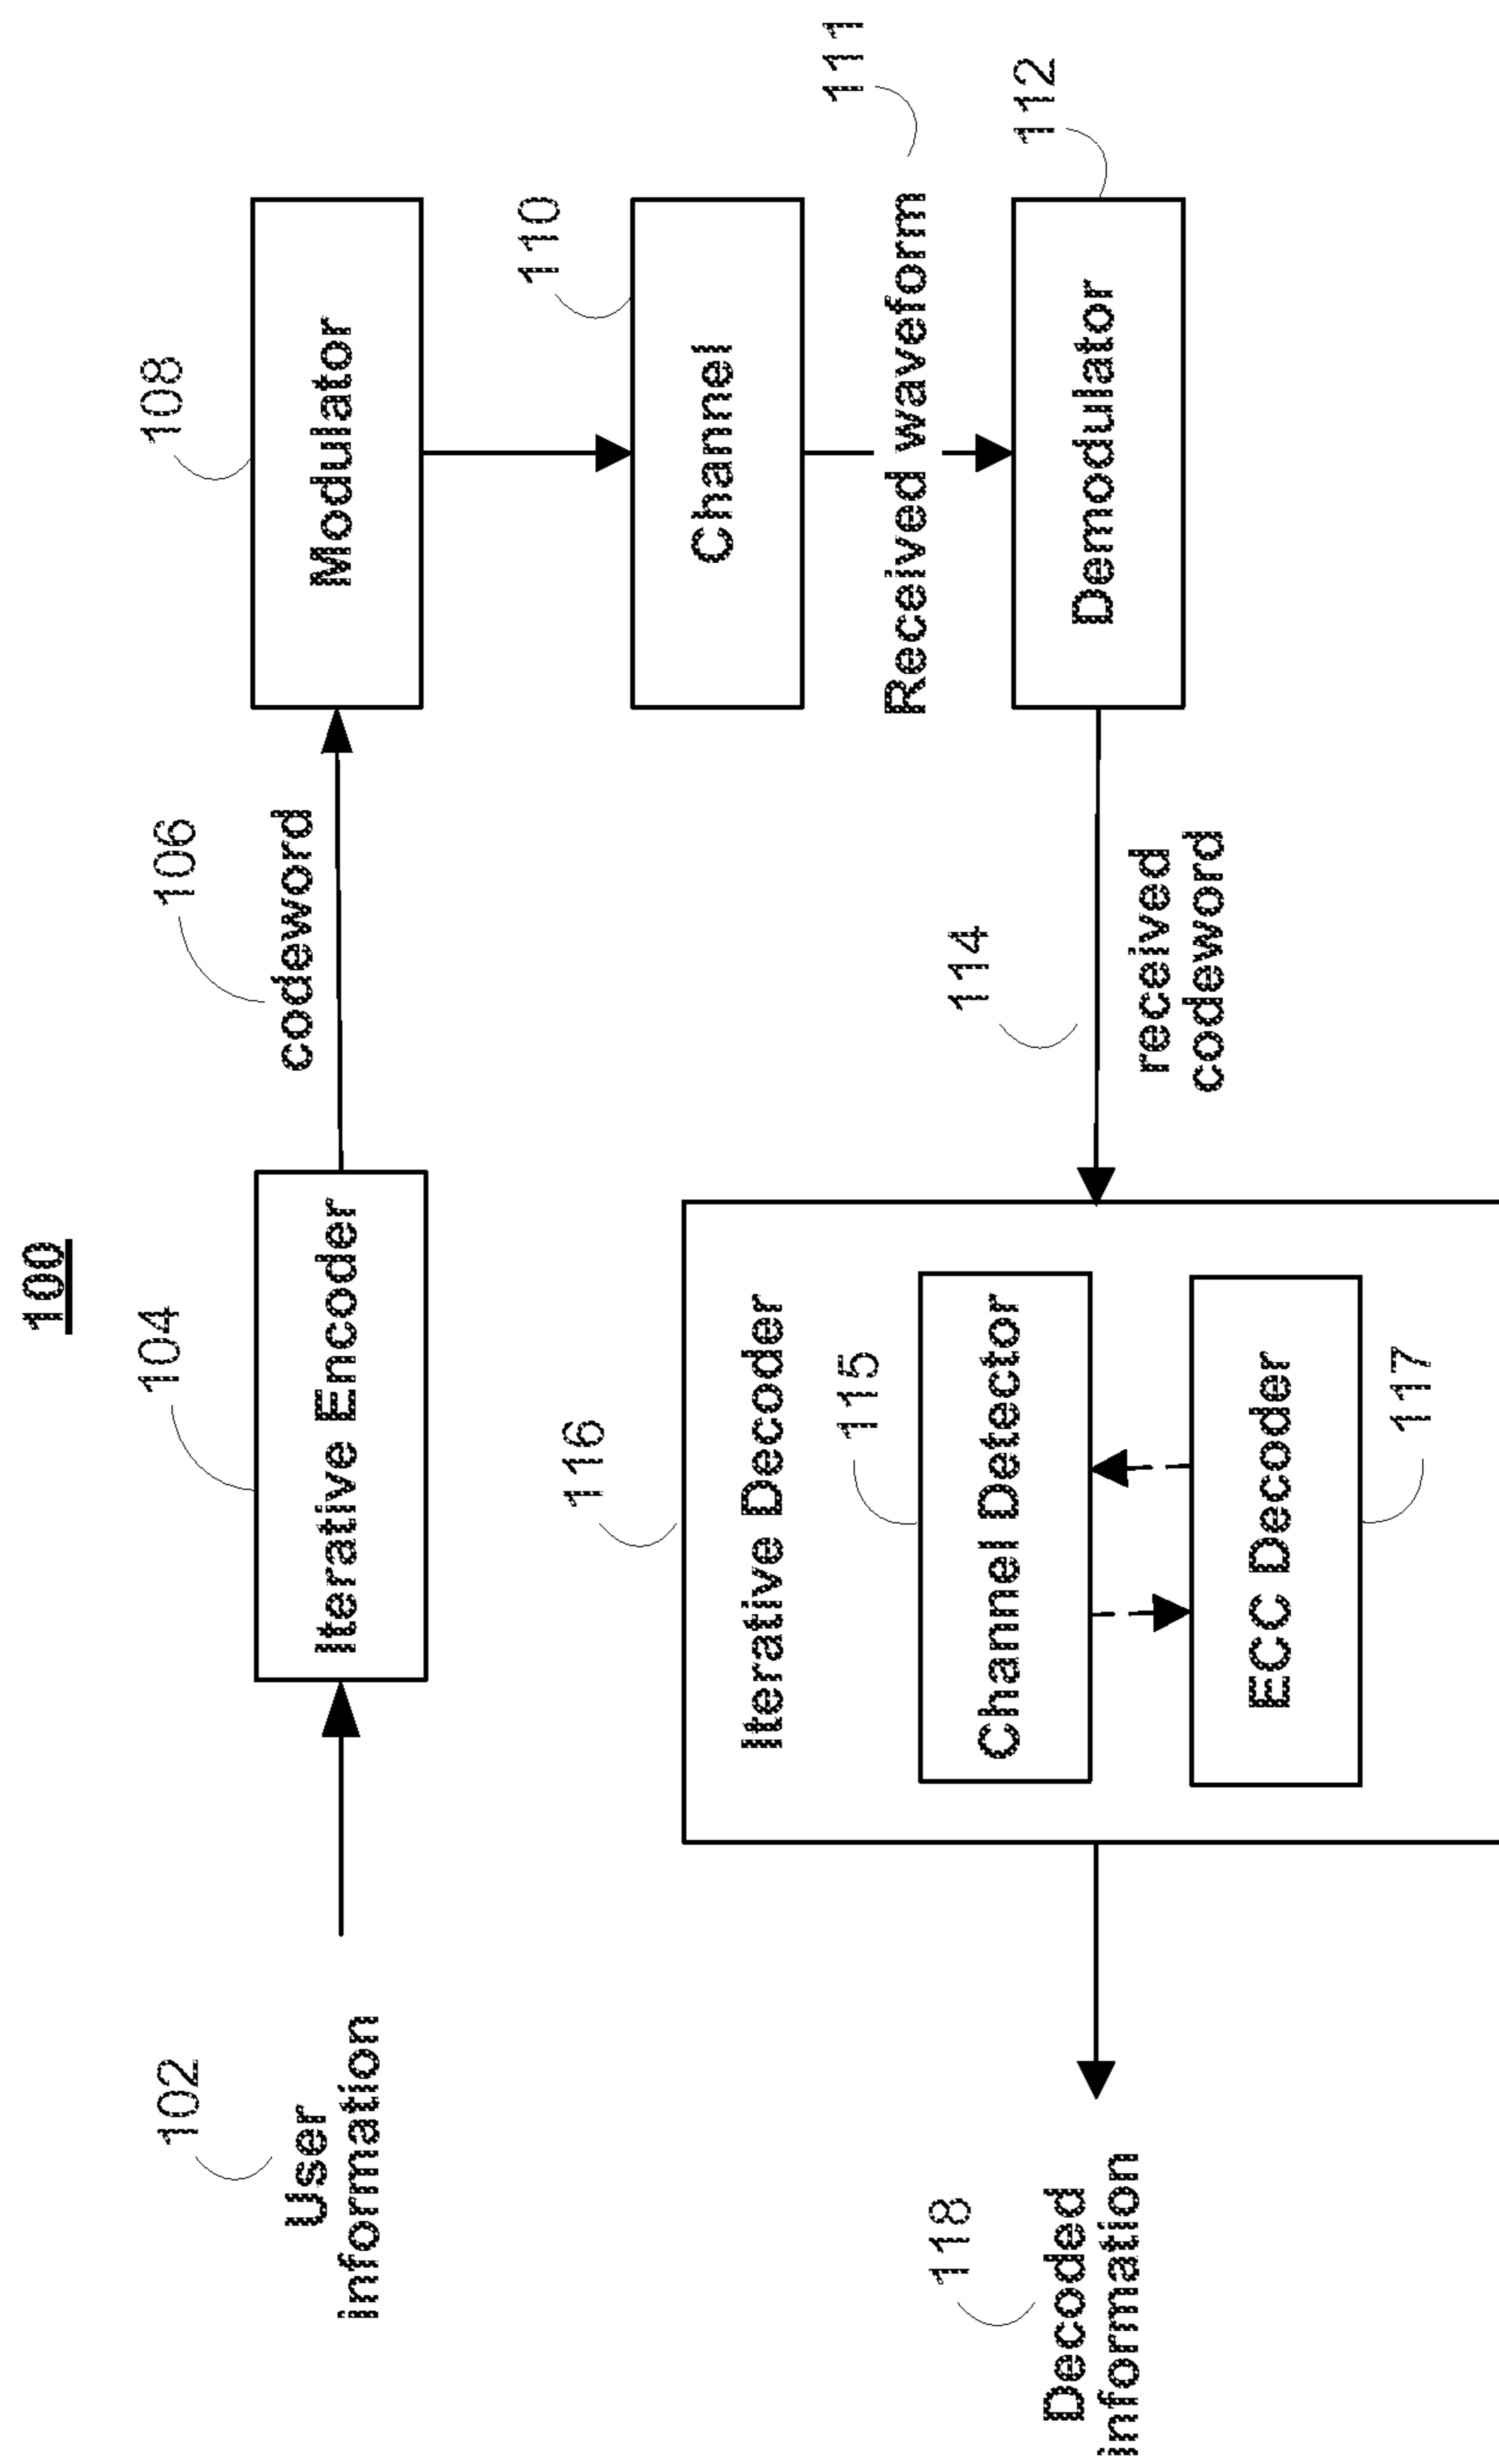 100
102
User
information
104
Iterative Encoder
106
codeword
108
Modulator
110
Channel
111
Received waveform
112
Demodulator
114
received
codeword
116
Iterative Decoder
115
Channel Detector
ECC Decoder
117
118
Decoded
information